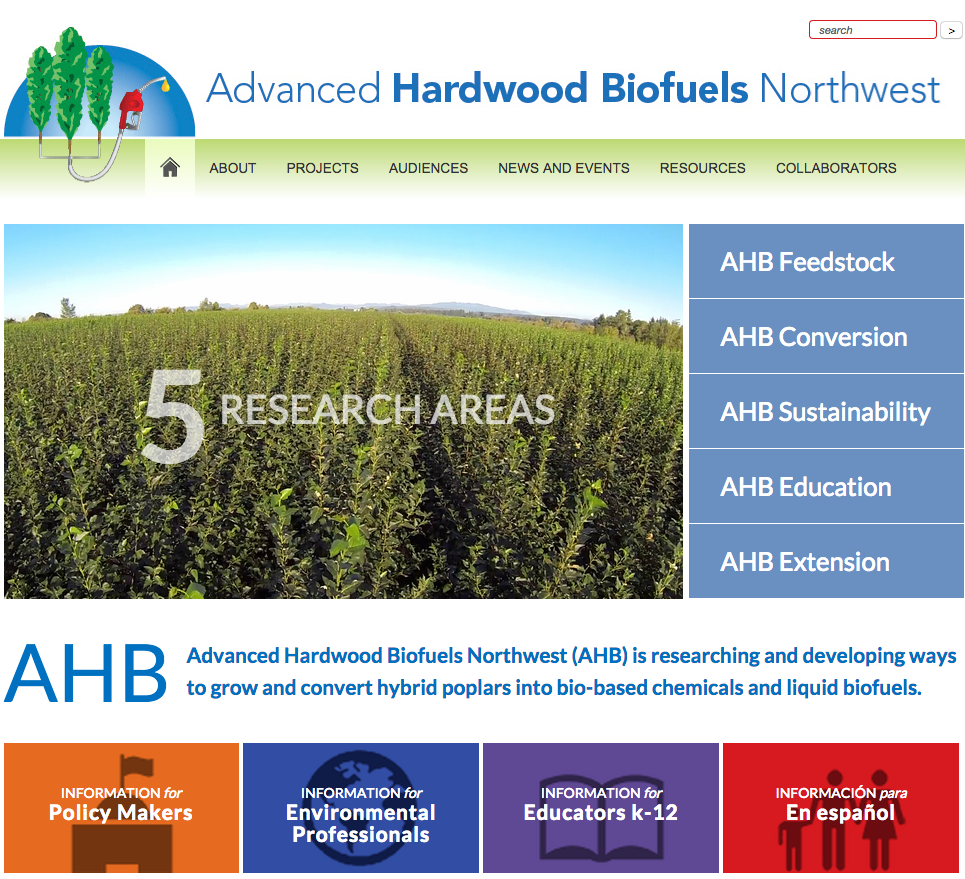 search
>
Advanced Hardwood Biofuels Northwest
ABOUT PROJECTS AUDIENCES NEWS AND EVENTS RESOURCES COLLABORATORS
5 RESEARCH AREAS
AHB Feedstock
AHB Conversion
AHB Sustainability
AHB Education
AHB Extension
AHB
Advanced Hardwood Biofuels Northwest (AHB) is researching and developing ways
to grow and convert hybrid poplars into bio-based chemicals and liquid biofuels.
INFORMATION for
Policy Makers
INFORMATION for
Environmental
Professionals
INFORMATION for
Educators k-12
INFORMACIÓN para
En español